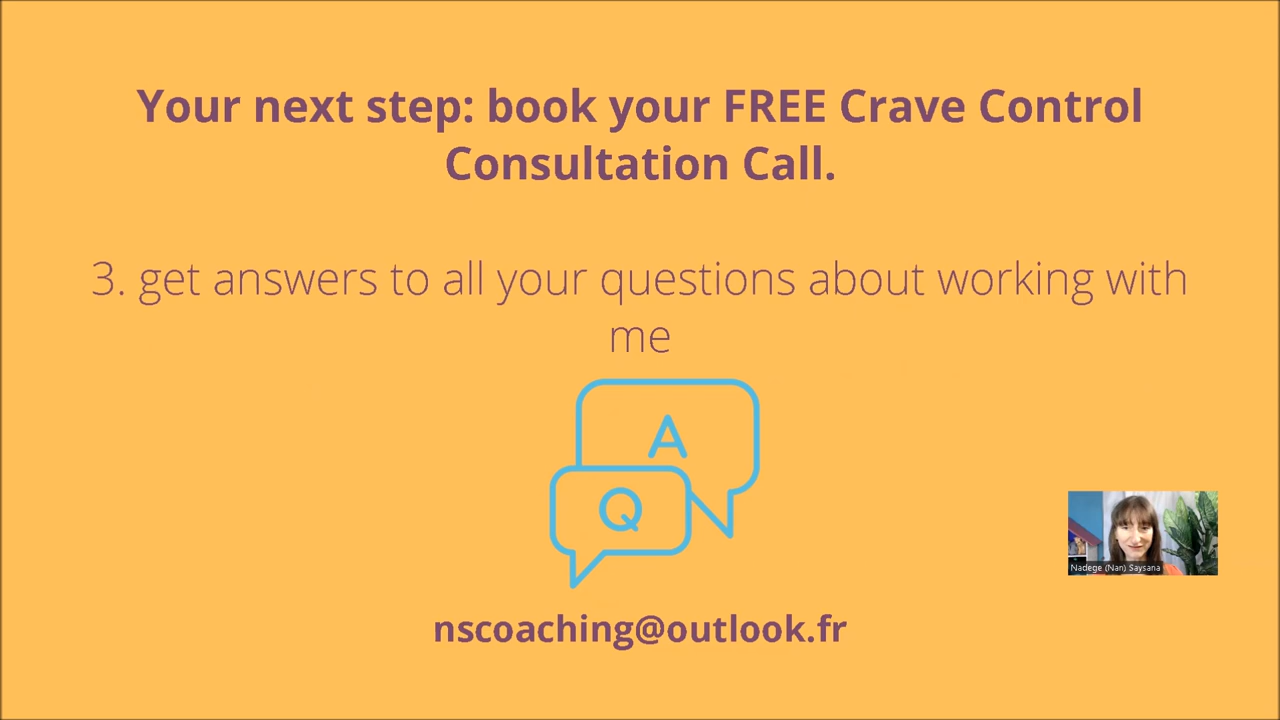 Your next step: book your FREE Crave Control
Consultation Call.
3. get answers to all your questions about working with
me
A
Q
Nadege (Nan) Saysana
nscoaching@outlook.fr